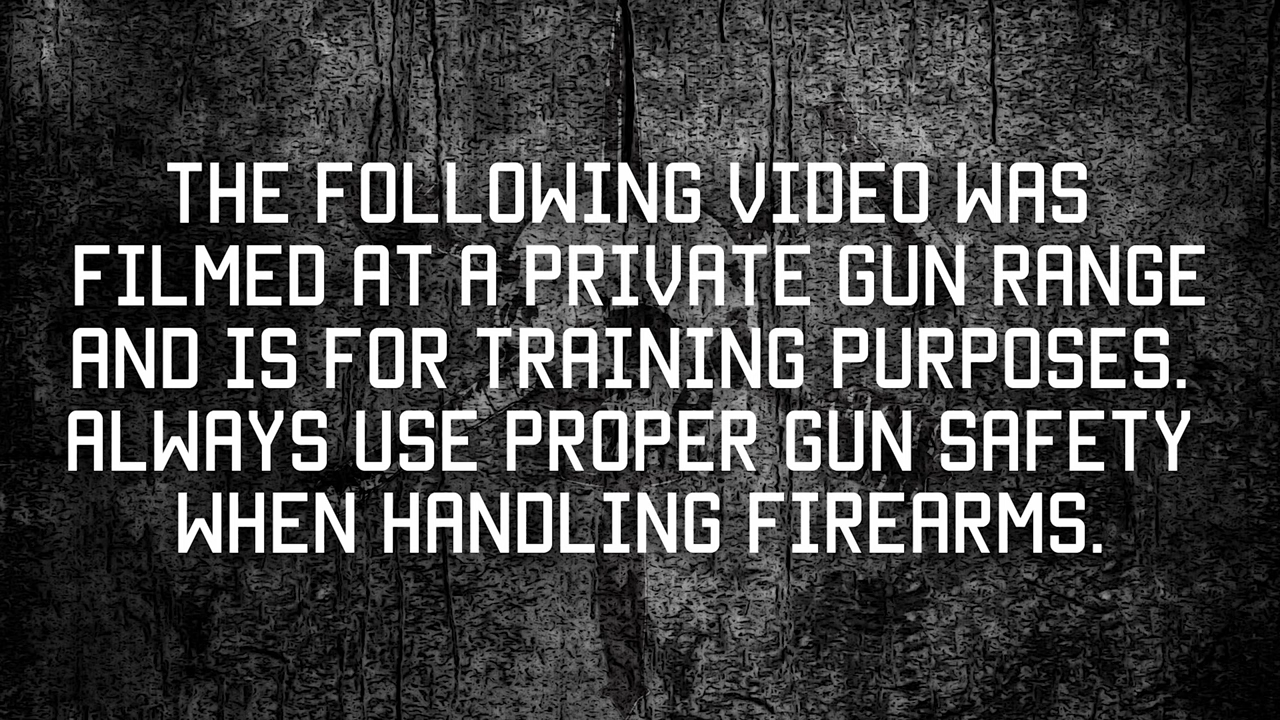 THE FOLLOWING VIDEO WAS
FILMED AT A PRIVATE GUN RANGE
AND IS FOR TRAINING PURPOSES.
ALWAYS USE PROPER GUN SAFETY
WHEN HANDLING FIREARMS.